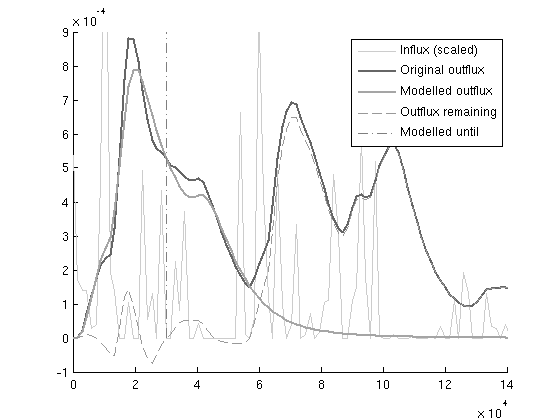 × 10⁻⁴
9
8
7
6
5
4
3
2
1
0
-1
Influx (scaled)
Original outflux
Modelled outflux
Outflux remaining
Modelled until
0 2 4 6 8 10 12 14
× 10⁴